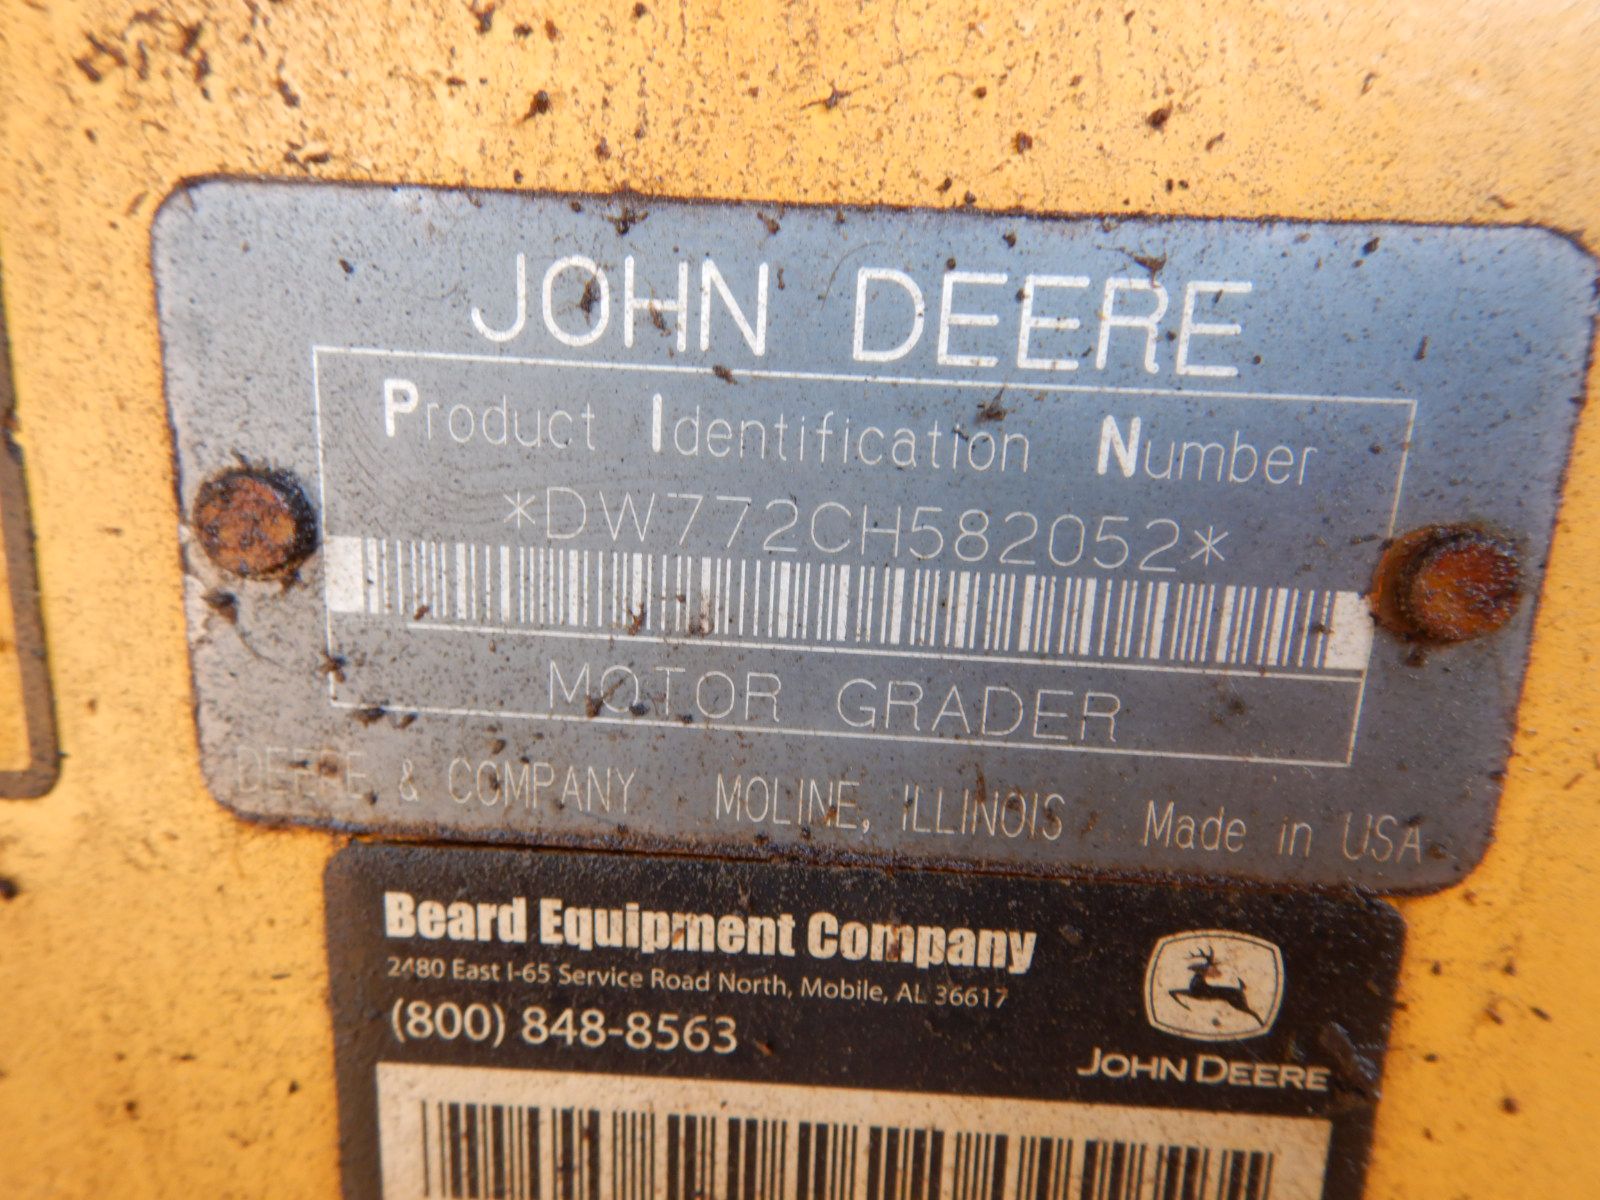 JOHN DEERE
Product Identification Number
*DW772CH582052*
MOTOR GRADER
DEERE & COMPANY MOLINE, ILLINOIS Made in USA
Beard Equipment Company
2480 East I-65 Service Road North, Mobile, AL 36617
(800) 848-8563
JOHN DEERE